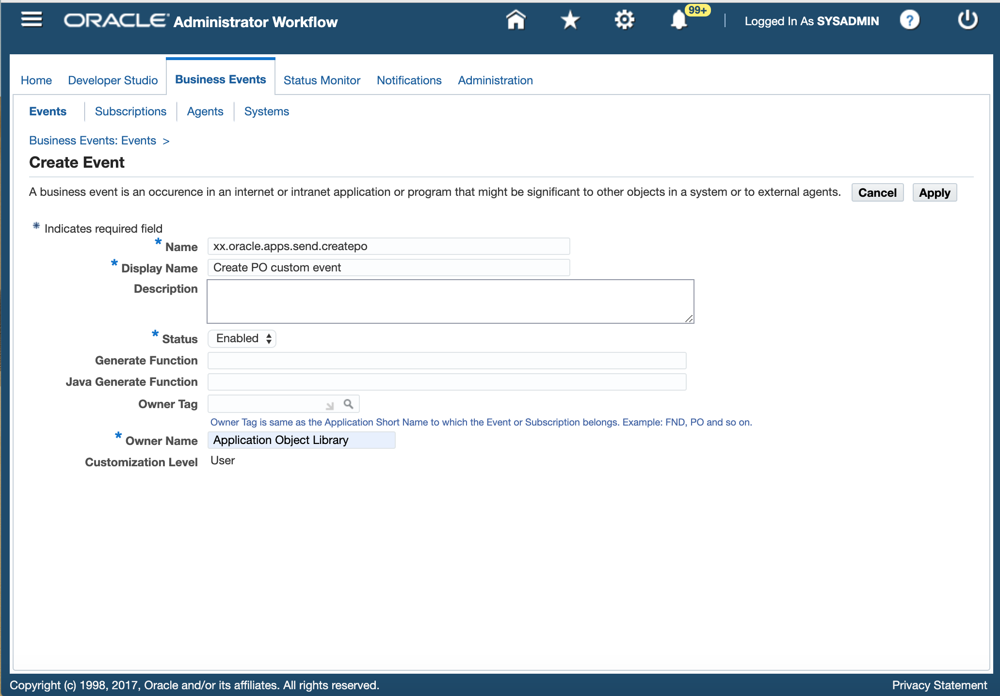 ORACLE Administrator Workflow 99+ Logged In As SYSADMIN ?
Home Developer Studio Business Events Status Monitor Notifications Administration
Events Subscriptions Agents Systems
Business Events: Events >
Create Event
A business event is an occurence in an internet or intranet application or program that might be significant to other objects in a system or to external agents. Cancel Apply
* Indicates required field
* Name xx.oracle.apps.send.createpo
* Display Name Create PO custom event
Description
* Status Enabled
Generate Function
Java Generate Function
Owner Tag
Owner Tag is same as the Application Short Name to which the Event or Subscription belongs. Example: FND, PO and so on.
* Owner Name Application Object Library
Customization Level User
Copyright (c) 1998, 2017, Oracle and/or its affiliates. All rights reserved. Privacy Statement